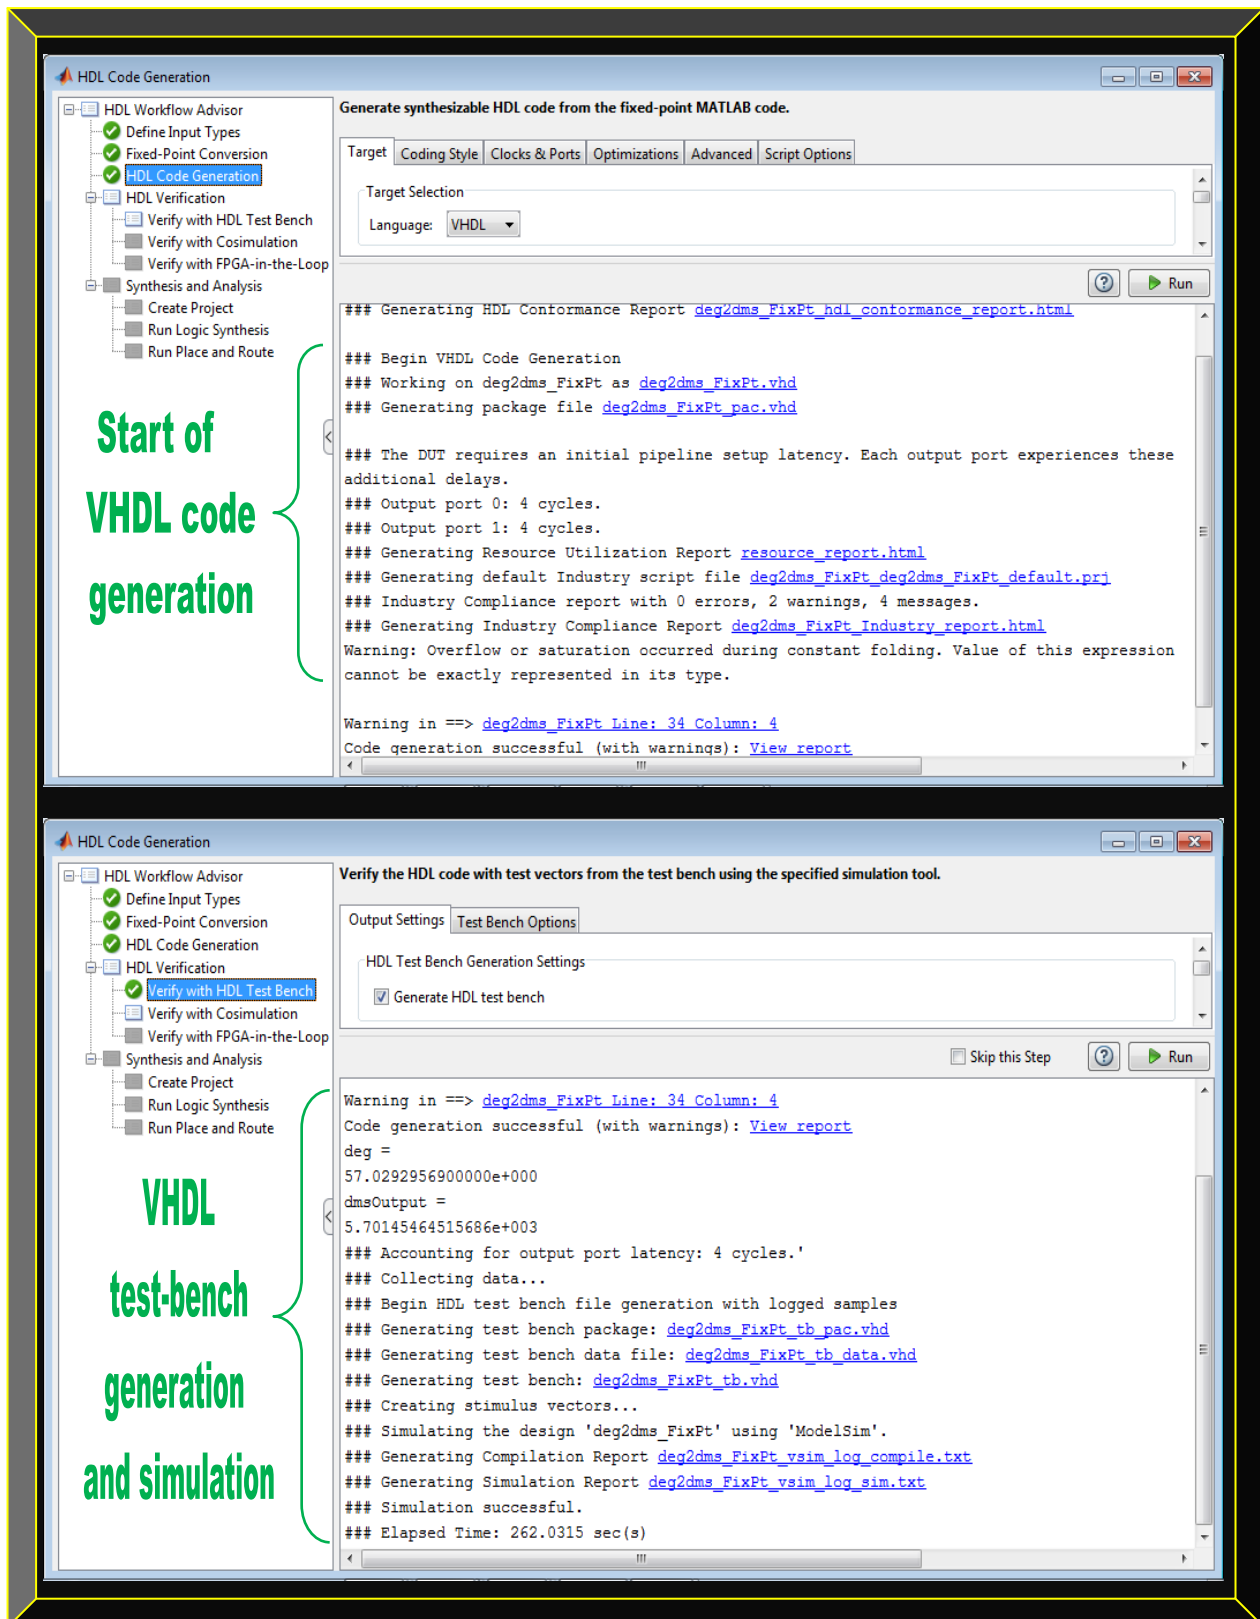 HDL Code Generation
HDL Workflow Advisor
Define Input Types
Fixed-Point Conversion
HDL Code Generation
HDL Verification
Verify with HDL Test Bench
Verify with Cosimulation
Verify with FPGA-in-the-Loop
Synthesis and Analysis
Create Project
Run Logic Synthesis
Run Place and Route
Start of
VHDL code
generation
Generate synthesizable HDL code from the fixed-point MATLAB code.
Target Coding Style Clocks & Ports Optimizations Advanced Script Options
Target Selection
Language: VHDL
Run
### Generating HDL Conformance Report deg2dms_FixPt_hdl_conformance_report.html
### Begin VHDL Code Generation
### Working on deg2dms_FixPt as deg2dms_FixPt.vhd
### Generating package file deg2dms_FixPt_pac.vhd
### The DUT requires an initial pipeline setup latency. Each output port experiences these
additional delays.
### Output port 0: 4 cycles.
### Output port 1: 4 cycles.
### Generating Resource Utilization Report resource_report.html
### Generating default Industry script file deg2dms_FixPt_deg2dms_FixPt_default.prj
### Industry Compliance report with 0 errors, 2 warnings, 4 messages.
### Generating Industry Compliance Report deg2dms_FixPt_Industry_report.html
Warning: Overflow or saturation occurred during constant folding. Value of this expression
cannot be exactly represented in its type.
Warning in ==> deg2dms_FixPt Line: 34 Column: 4
Code generation successful (with warnings): View report
HDL Code Generation
HDL Workflow Advisor
Define Input Types
Fixed-Point Conversion
HDL Code Generation
HDL Verification
Verify with HDL Test Bench
Verify with Cosimulation
Verify with FPGA-in-the-Loop
Synthesis and Analysis
Create Project
Run Logic Synthesis
Run Place and Route
VHDL
test-bench
generation
and simulation
Verify the HDL code with test vectors from the test bench using the specified simulation tool.
Output Settings Test Bench Options
HDL Test Bench Generation Settings
Generate HDL test bench
Skip this Step Run
Warning in ==> deg2dms_FixPt Line: 34 Column: 4
Code generation successful (with warnings): View report
deg =
57.0292956900000e+000
dmsOutput =
5.70145464515686e+003
### Accounting for output port latency: 4 cycles.'
### Collecting data...
### Begin HDL test bench file generation with logged samples
### Generating test bench package: deg2dms_FixPt_tb_pac.vhd
### Generating test bench data file: deg2dms_FixPt_tb_data.vhd
### Generating test bench: deg2dms_FixPt_tb.vhd
### Creating stimulus vectors...
### Simulating the design 'deg2dms_FixPt' using 'ModelSim'.
### Generating Compilation Report deg2dms_FixPt_vsim_log_compile.txt
### Generating Simulation Report deg2dms_FixPt_vsim_log_sim.txt
### Simulation successful.
### Elapsed Time: 262.0315 sec(s)